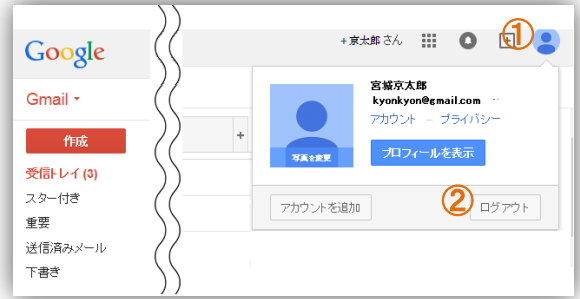 Google
+京太郎 さん
①
Gmail
作成
受信トレイ (3)
スター付き
重要
送信済みメール
下書き
+
宮城京太郎
kyonkyon@gmail.com
アカウント － プライバシー
写真を変更
プロフィールを表示
アカウントを追加
②
ログアウト